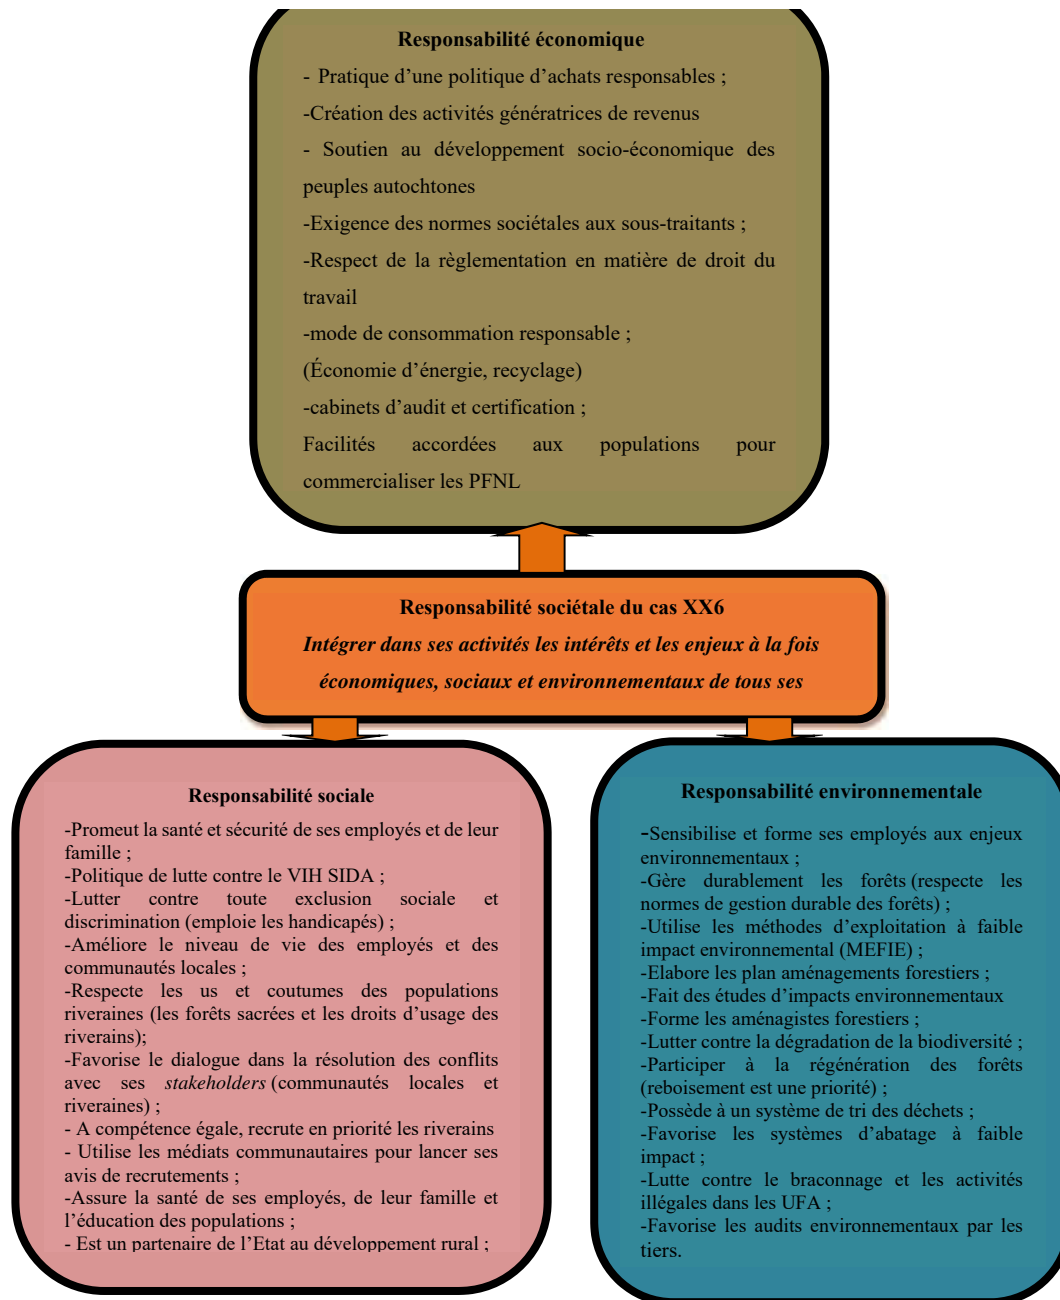 Responsabilité économique
- Pratique d’une politique d’achats responsables ;
-Création des activités génératrices de revenus
- Soutien au développement socio-économique des
peuples autochtones
-Exigence des normes sociétales aux sous-traitants ;
-Respect de la règlementation en matière de droit du
travail
-mode de consommation responsable ;
(Économie d’énergie, recyclage)
-cabinets d’audit et certification ;
Facilités accordées aux populations pour
commercialiser les PFNL
Responsabilité sociétale du cas XX6
Intégrer dans ses activités les intérêts et les enjeux à la fois
économiques, sociaux et environnementaux de tous ses
Responsabilité sociale
-Promeut la santé et sécurité de ses employés et de leur
famille ;
-Politique de lutte contre le VIH SIDA ;
-Lutter contre toute exclusion sociale et
discrimination (emploie les handicapés) ;
-Améliore le niveau de vie des employés et des
communautés locales ;
-Respecte les us et coutumes des populations
riveraines (les forêts sacrées et les droits d’usage des
riverains);
-Favorise le dialogue dans la résolution des conflits
avec ses stakeholders (communautés locales et
riveraines) ;
- A compétence égale, recrute en priorité les riverains
- Utilise les médiats communautaires pour lancer ses
avis de recrutements ;
-Assure la santé de ses employés, de leur famille et
l’éducation des populations ;
- Est un partenaire de l’Etat au développement rural ;
Responsabilité environnementale
-Sensibilise et forme ses employés aux enjeux
environnementaux ;
-Gère durablement les forêts (respecte les
normes de gestion durable des forêts) ;
-Utilise les méthodes d’exploitation à faible
impact environnemental (MEFIE) ;
-Elabore les plan aménagements forestiers ;
-Fait des études d’impacts environnementaux
-Forme les aménagistes forestiers ;
-Lutter contre la dégradation de la biodiversité ;
-Participer à la régénération des forêts
(reboisement est une priorité) ;
-Possède à un système de tri des déchets ;
-Favorise les systèmes d’abatage à faible
impact ;
-Lutte contre le braconnage et les activités
illégales dans les UFA ;
-Favorise les audits environnementaux par les
tiers.